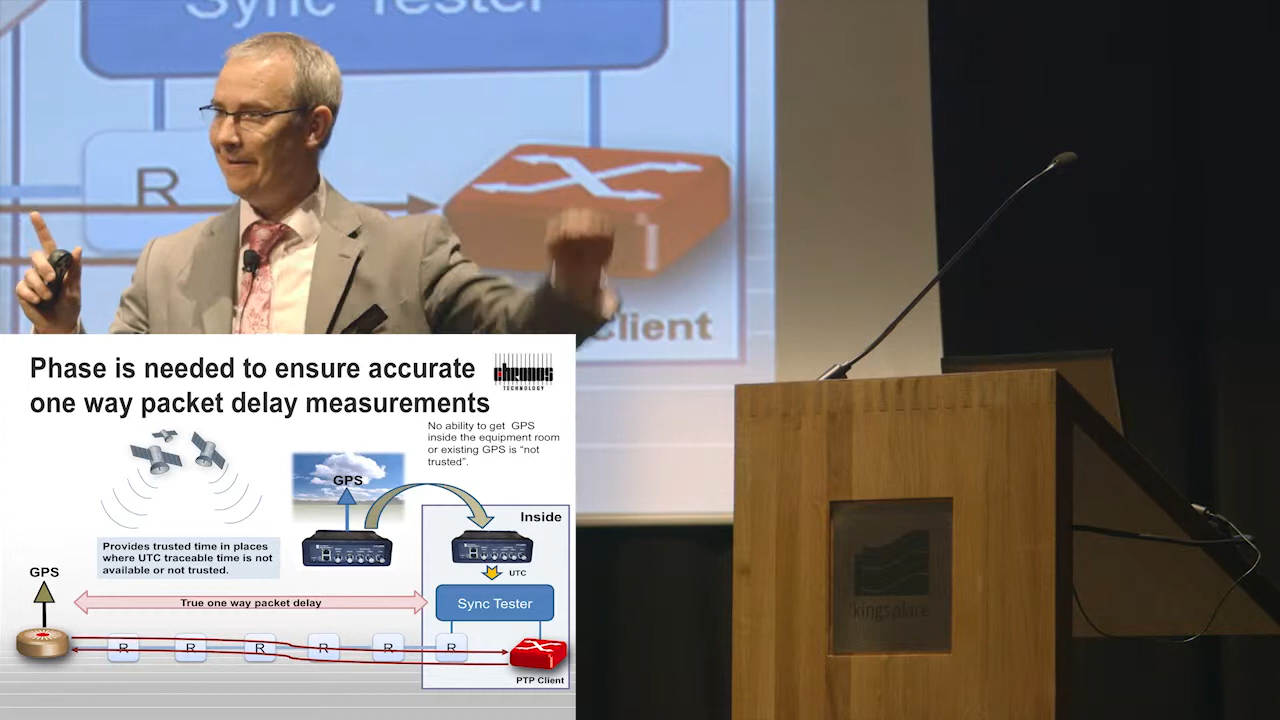 Sync Tester
R
Client
Phase is needed to ensure accurate
one way packet delay measurements
chronos
TECHNOLOGY
No ability to get GPS
inside the equipment room
or existing GPS is “not
trusted”.
GPS
Inside
Provides trusted time in places
where UTC traceable time is not
available or not trusted.
UTC
GPS
True one way packet delay
Sync Tester
R R R R R R
PTP Client
kingsplace